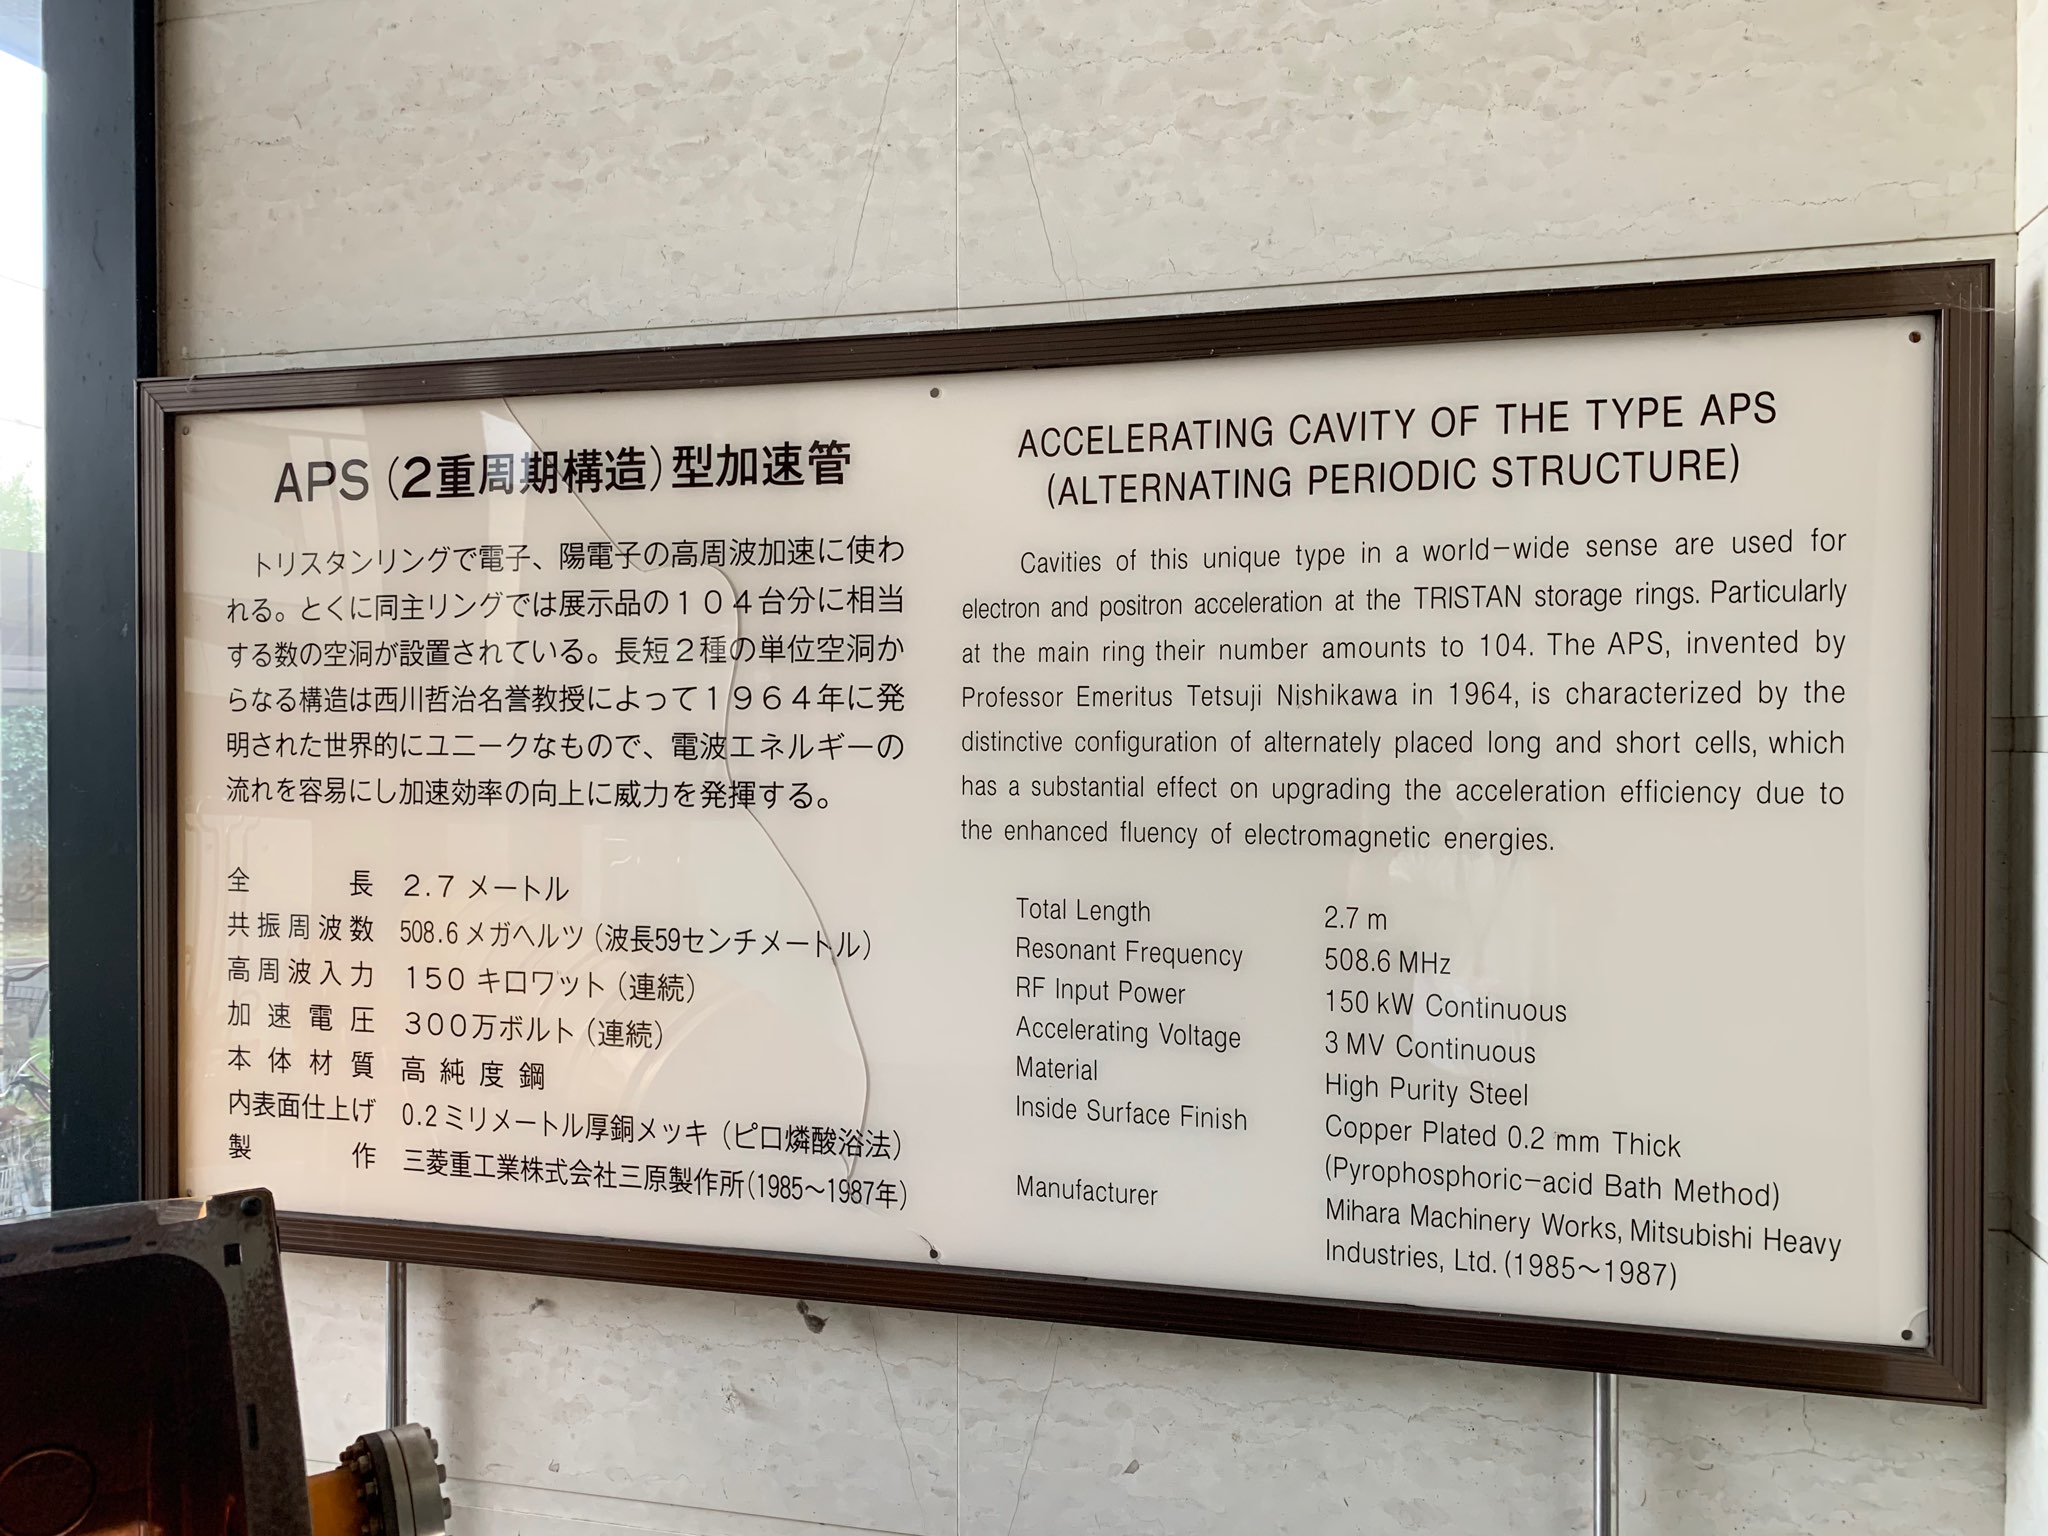 APS(2重周期構造)型加速管
トリスタンリングで電子、陽電子の高周波加速に使わ
れる。とくに同主リングでは展示品の104台分に相当
する数の空洞が設置されている。長短2種の単位空洞か
らなる構造は西川哲治名誉教授によって1964年に発
明された世界的にユニークなもので、電波エネルギーの
流れを容易にし加速効率の向上に威力を発揮する。
全長 2.7メートル
共振周波数 508.6メガヘルツ(波長59センチメートル)
高周波入力 150キロワット(連続)
加速電圧 300万ボルト(連続)
本体材質 高純度鋼
内表面仕上げ 0.2ミリメートル厚銅メッキ(ピロ燐酸浴法)
製作 三菱重工業株式会社三原製作所(1985〜1987年)
ACCELERATING CAVITY OF THE TYPE APS
(ALTERNATING PERIODIC STRUCTURE)
Cavities of this unique type in a world-wide sense are used for
electron and positron acceleration at the TRISTAN storage rings. Particularly
at the main ring their number amounts to 104. The APS, invented by
Professor Emeritus Tetsuji Nishikawa in 1964, is characterized by the
distinctive configuration of alternately placed long and short cells, which
has a substantial effect on upgrading the acceleration efficiency due to
the enhanced fluency of electromagnetic energies.
Total Length 2.7 m
Resonant Frequency 508.6 MHz
RF Input Power 150 kW Continuous
Accelerating Voltage 3 MV Continuous
Material High Purity Steel
Inside Surface Finish Copper Plated 0.2 mm Thick
(Pyrophosphoric-acid Bath Method)
Manufacturer Mihara Machinery Works, Mitsubishi Heavy
Industries, Ltd. (1985〜1987)